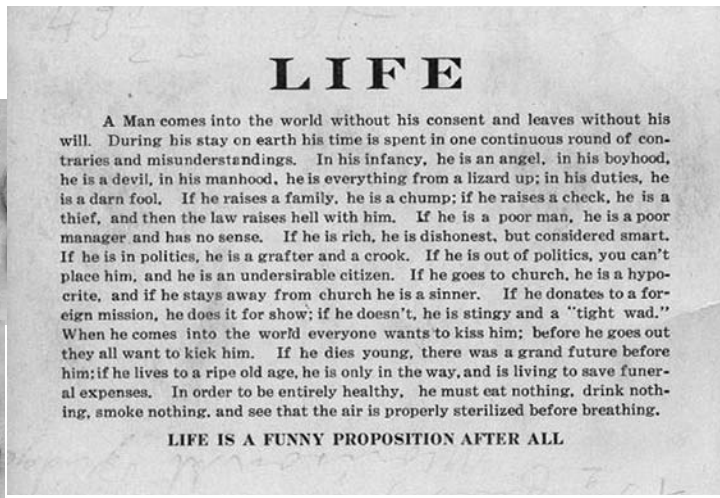 LIFE
A Man comes into the world without his consent and leaves without his
will. During his stay on earth his time is spent in one continuous round of con-
traries and misunderstandings. In his infancy, he is an angel, in his boyhood,
he is a devil, in his manhood, he is everything from a lizard up; in his duties, he
is a darn fool. If he raises a family, he is a chump; if he raises a check, he is a
thief, and then the law raises hell with him. If he is a poor man, he is a poor
manager and has no sense. If he is rich, he is dishonest, but considered smart.
If he is in politics, he is a grafter and a crook. If he is out of politics, you can't
place him, and he is an undersirable citizen. If he goes to church, he is a hypo-
crite, and if he stays away from church he is a sinner. If he donates to a for-
eign mission, he does it for show; if he doesn't, he is stingy and a "tight wad."
When he comes into the world everyone wants to kiss him; before he goes out
they all want to kick him. If he dies young, there was a grand future before
him; if he lives to a ripe old age, he is only in the way, and is living to save funer-
al expenses. In order to be entirely healthy, he must eat nothing, drink noth-
ing, smoke nothing, and see that the air is properly sterilized before breathing.
LIFE IS A FUNNY PROPOSITION AFTER ALL